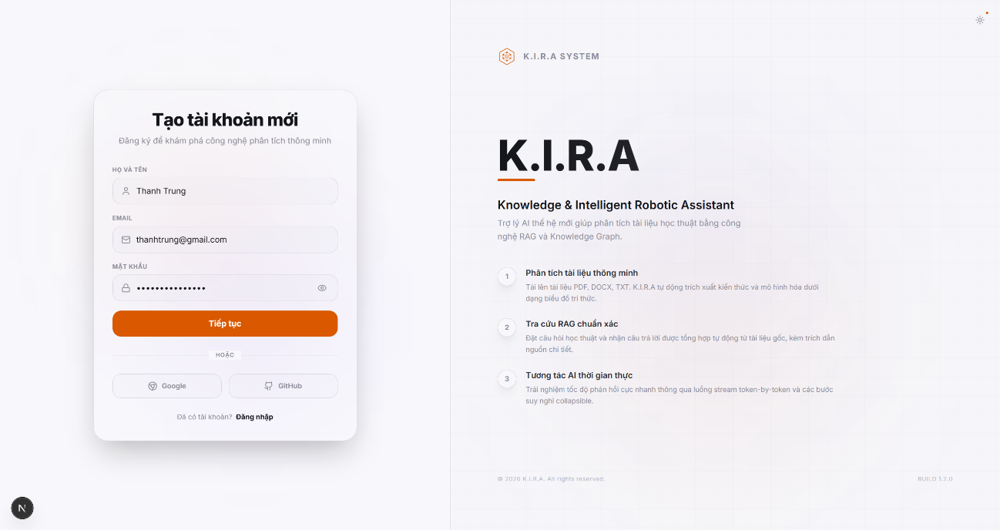 Tạo tài khoản mới
Đăng ký để khám phá công nghệ phân tích thông minh
HỌ VÀ TÊN
Thanh Trung
EMAIL
thanhtrung@gmail.com
MẬT KHẨU
••••••••••••••
Tiếp tục
HOẶC
Google
GitHub
Đã có tài khoản? Đăng nhập
N
K.I.R.A SYSTEM
K.I.R.A
Knowledge & Intelligent Robotic Assistant
Trợ lý AI thế hệ mới giúp phân tích tài liệu học thuật bằng công
nghệ RAG và Knowledge Graph.
1
Phân tích tài liệu thông minh
Tải lên tài liệu PDF, DOCX, TXT. K.I.R.A tự động trích xuất kiến thức và mô hình hóa dưới
dạng biểu đồ tri thức.
2
Tra cứu RAG chuẩn xác
Đặt câu hỏi học thuật và nhận câu trả lời được tổng hợp tự động từ tài liệu gốc, kèm trích dẫn
nguồn chi tiết.
3
Tương tác AI thời gian thực
Trải nghiệm tốc độ phản hồi cực nhanh thông qua luồng stream token-by-token và các bước
suy nghĩ collapsible.
© 2026 K.I.R.A. All rights reserved.
BUILD 1.2.0